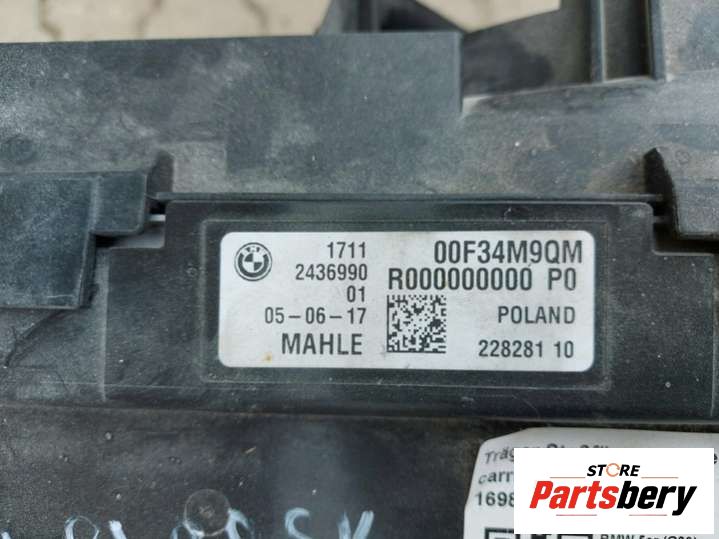 1711
2436990
01
05-06-17
MAHLE
00F34M9QM
R000000000 P0
POLAND
228281 10
STORE
Partsbery